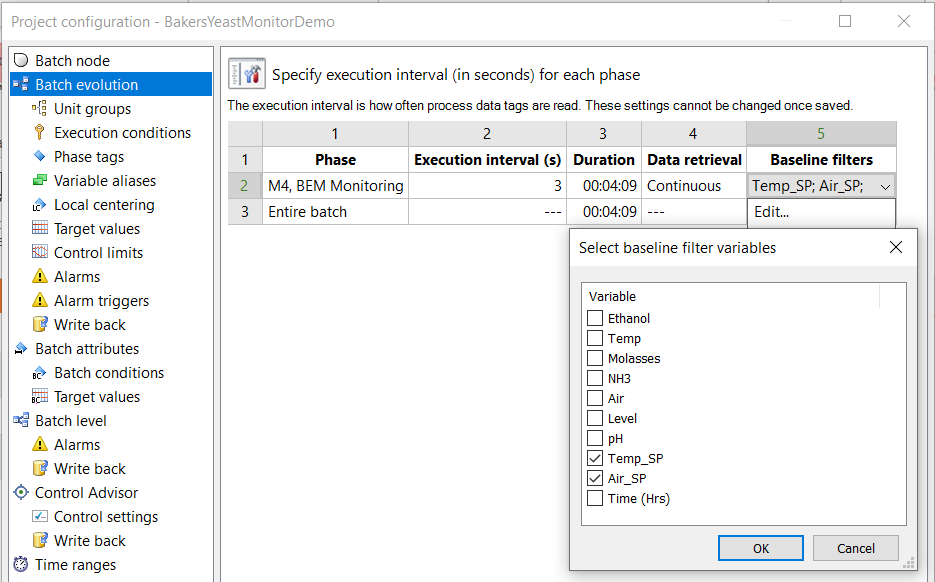 Project configuration - BakersYeastMonitorDemo
Batch node
Batch evolution
Unit groups
Execution conditions
Phase tags
Variable aliases
Local centering
Target values
Control limits
Alarms
Alarm triggers
Write back
Batch attributes
Batch conditions
Target values
Batch level
Alarms
Write back
Control Advisor
Control settings
Write back
Time ranges
Specify execution interval (in seconds) for each phase
The execution interval is how often process data tags are read. These settings cannot be changed once saved.
1 2 3 4 5
1 Phase Execution interval (s) Duration Data retrieval Baseline filters
2 M4, BEM Monitoring 3 00:04:09 Continuous Temp_SP; Air_SP;
3 Entire batch --- 00:04:09 --- Edit...
Select baseline filter variables
Variable
Ethanol
Temp
Molasses
NH3
Air
Level
pH
Temp_SP
Air_SP
Time (Hrs)
OK Cancel